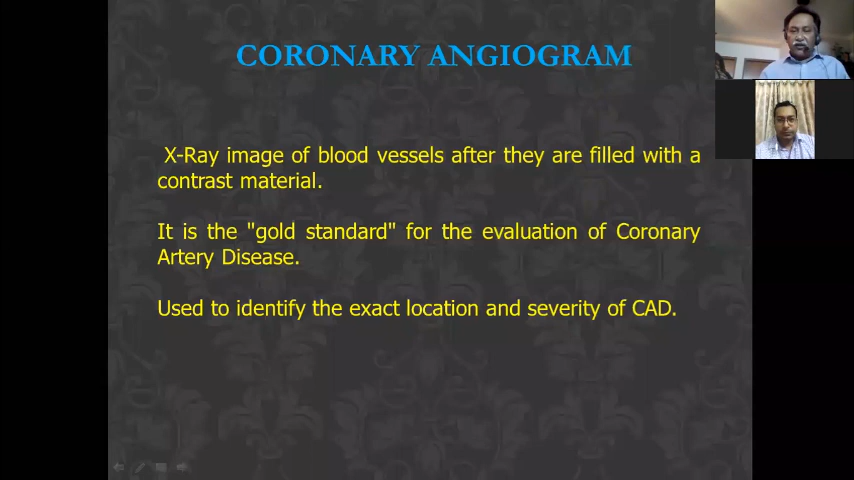 CORONARY ANGIOGRAM
X-Ray image of blood vessels after they are filled with a
contrast material.
It is the "gold standard" for the evaluation of Coronary
Artery Disease.
Used to identify the exact location and severity of CAD.